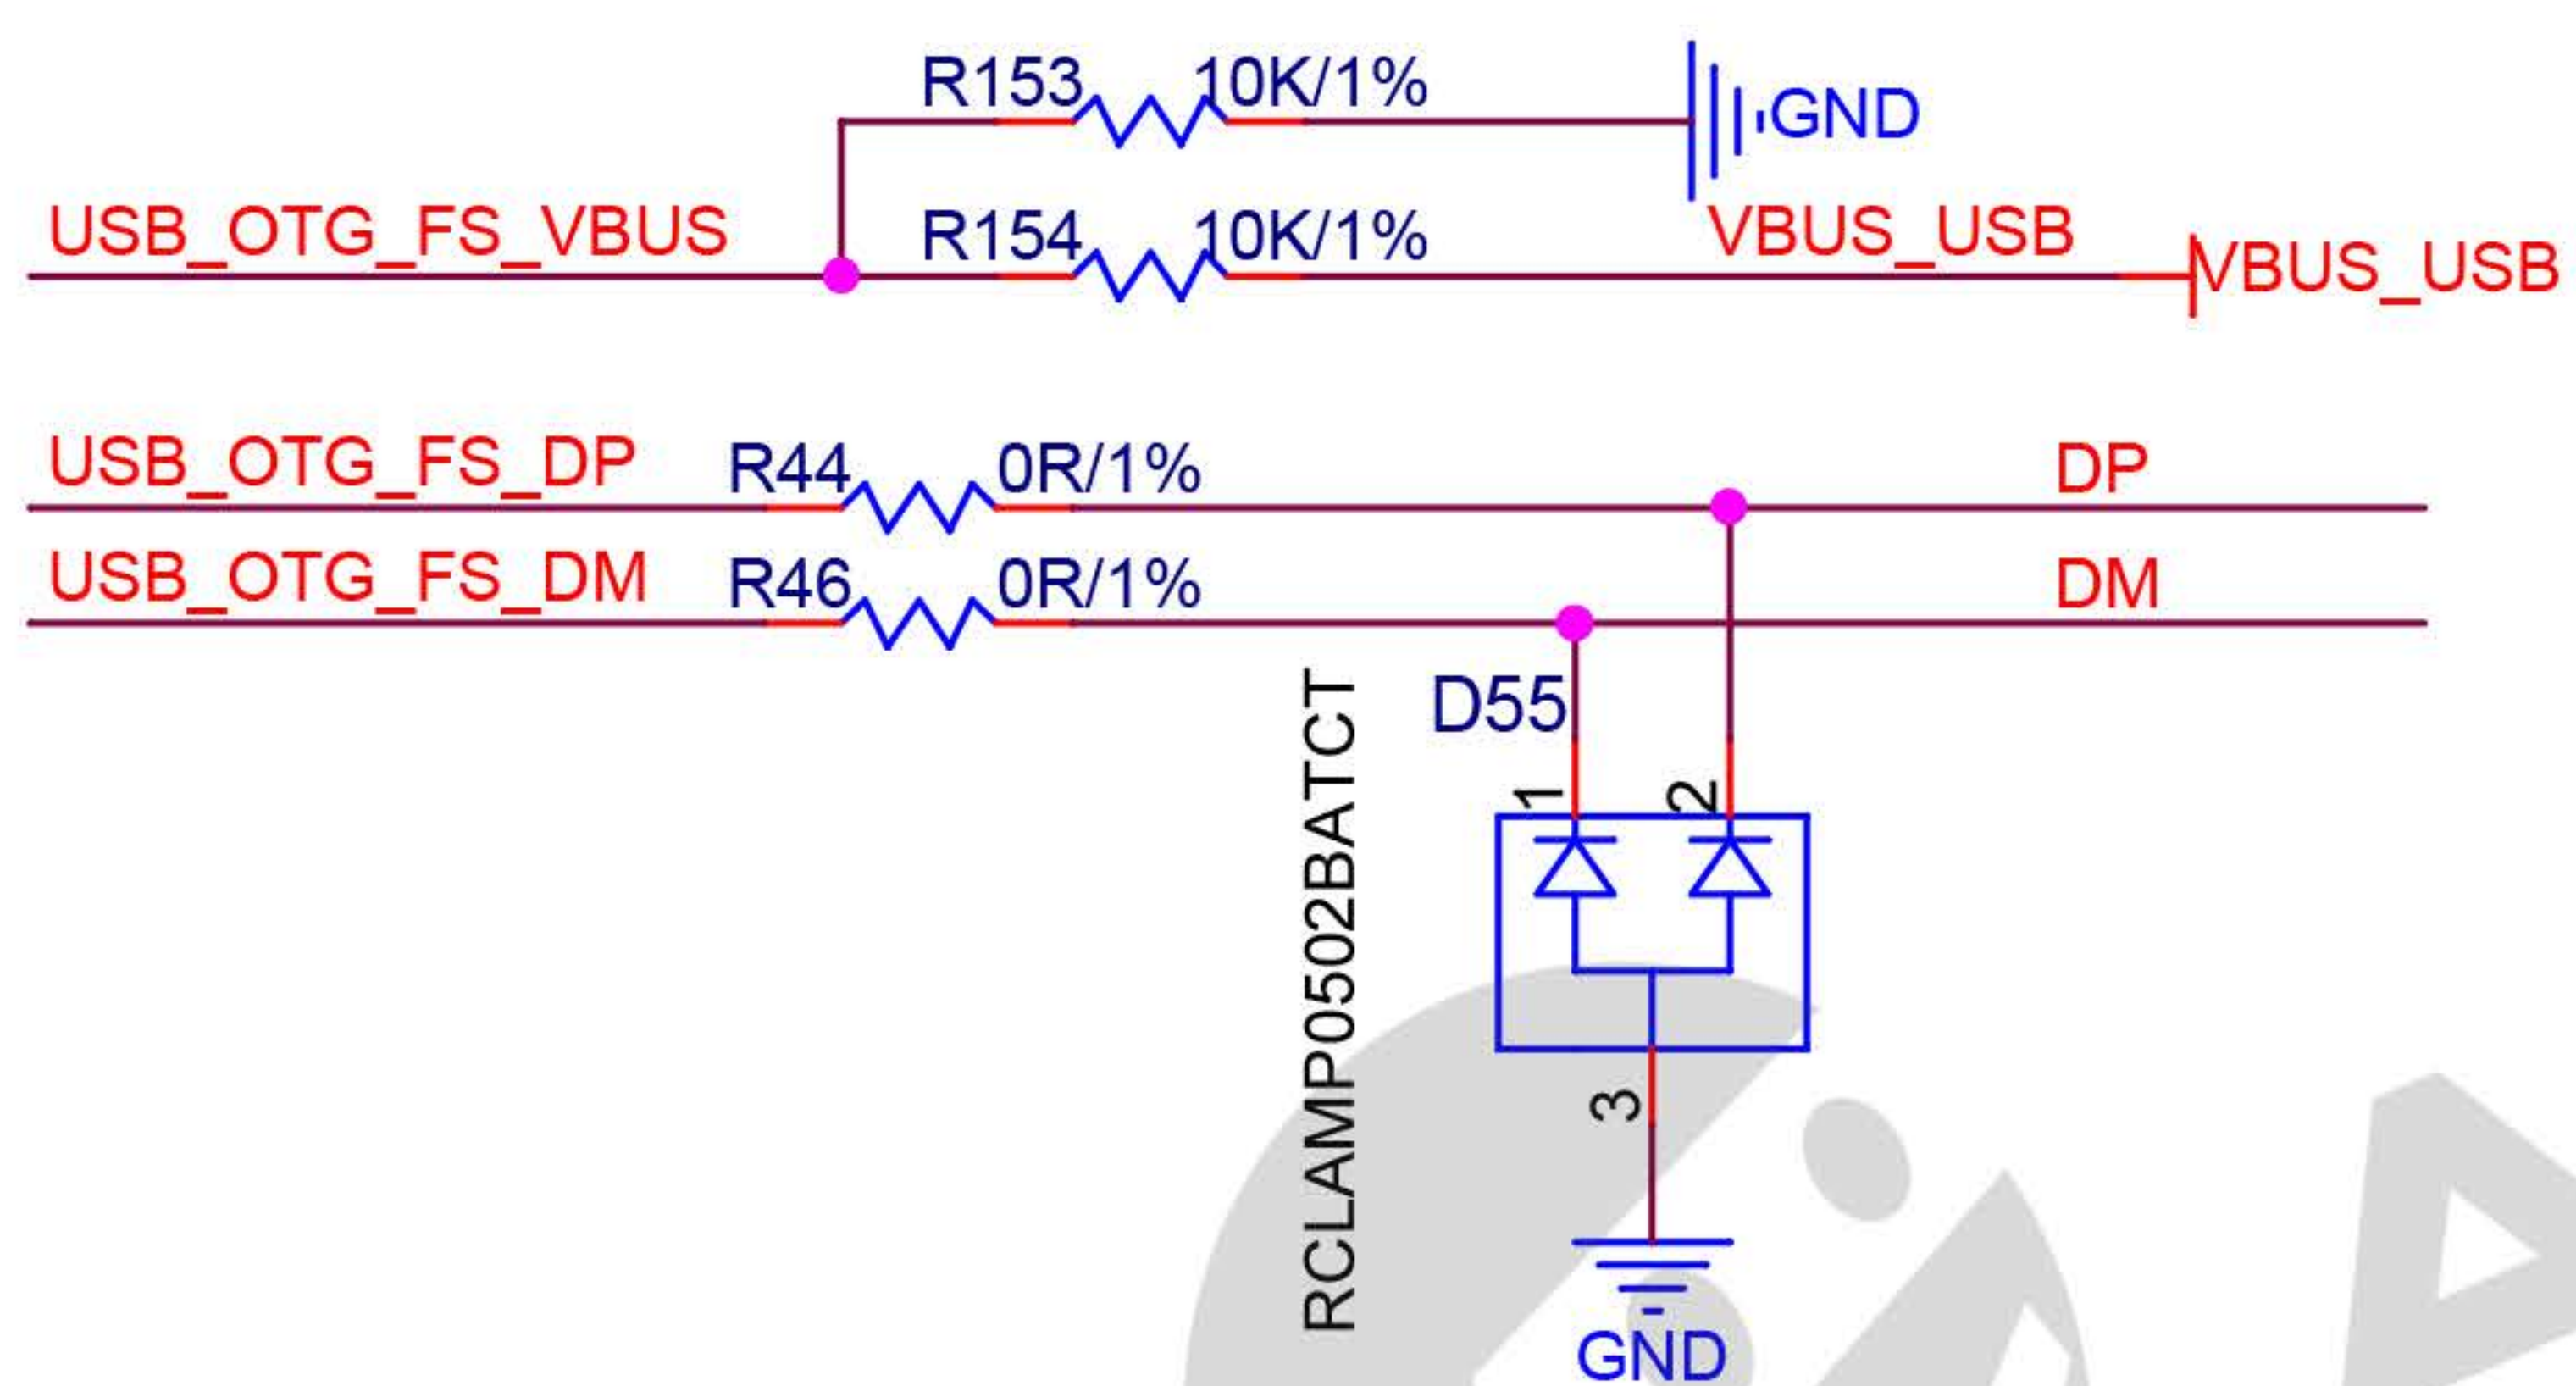 R153 10K/1% GND
USB_OTG_FS_VBUS R154 10K/1% VBUS_USB VBUS_USB
USB_OTG_FS_DP R44 0R/1% DP
USB_OTG_FS_DM R46 0R/1% DM
D55
RCLAMP0502BATCT
1 2
3
GND